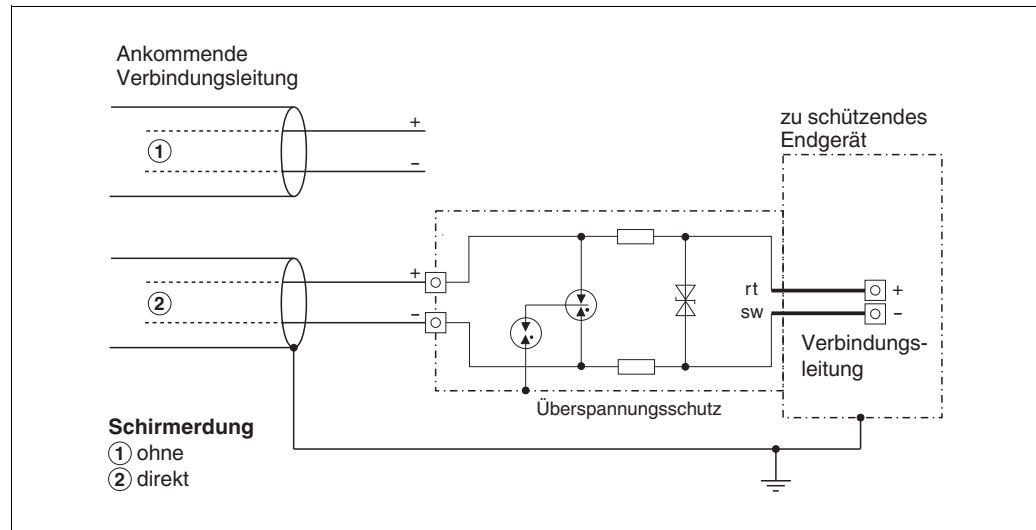 Ankommende
Verbindungsleitung
+
1
−
zu schützendes
Endgerät
+
2
−
rt
sw
+
−
Verbindungs-
leitung
Überspannungsschutz
Schirmerdung
1 ohne
2 direkt